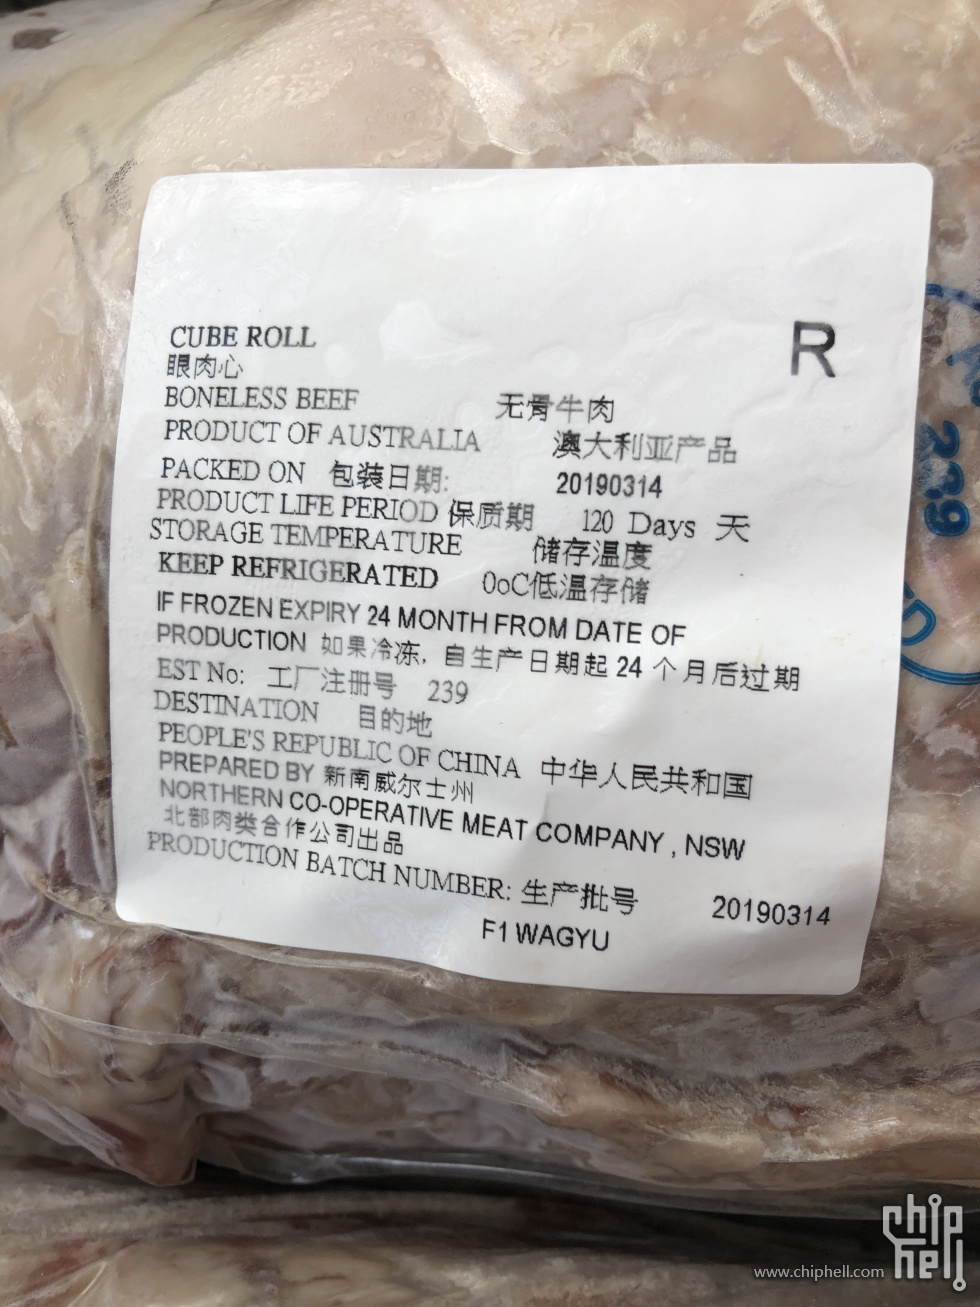 R
CUBE ROLL
眼肉心
BONELESS BEEF 无骨牛肉
PRODUCT OF AUSTRALIA 澳大利亚产品
PACKED ON 包装日期: 20190314
PRODUCT LIFE PERIOD 保质期 120 Days 天
STORAGE TEMPERATURE 储存温度
KEEP REFRIGERATED 0oC低温存储
IF FROZEN EXPIRY 24 MONTH FROM DATE OF
PRODUCTION 如果冷冻, 自生产日期起 24 个月后过期
EST No: 工厂注册号 239
DESTINATION 目的地
PEOPLE'S REPUBLIC OF CHINA 中华人民共和国
PREPARED BY 新南威尔士州
NORTHERN CO-OPERATIVE MEAT COMPANY , NSW
北部肉类合作公司出品
PRODUCTION BATCH NUMBER: 生产批号 20190314
F1 WAGYU
239
chip hell
www.chiphell.com